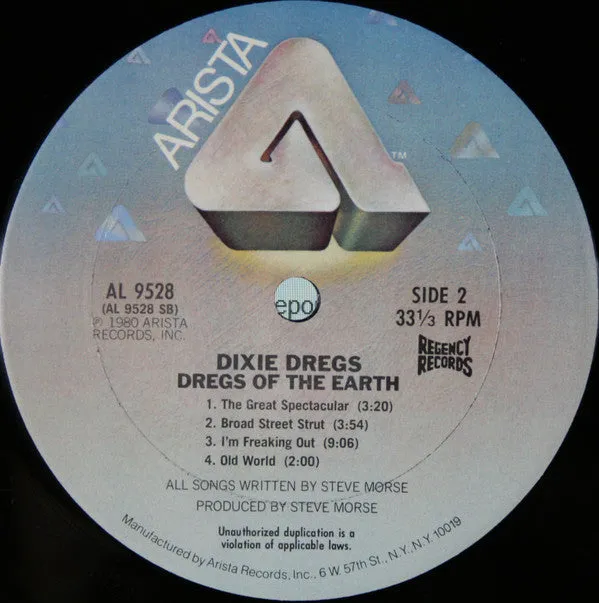 ARISTA
TM
AL 9528
(AL 9528 SB)
℗ 1980 ARISTA
RECORDS, INC.
epo
SIDE 2
33 1/3 RPM
REGENCY
RECORDS
DIXIE DREGS
DREGS OF THE EARTH
1. The Great Spectacular (3:20)
2. Broad Street Strut (3:54)
3. I'm Freaking Out (9:06)
4. Old World (2:00)
ALL SONGS WRITTEN BY STEVE MORSE
PRODUCED BY STEVE MORSE
Unauthorized duplication is a
violation of applicable laws.
Manufactured by Arista Records, Inc., 6 W. 57th St., N.Y., N.Y. 10019